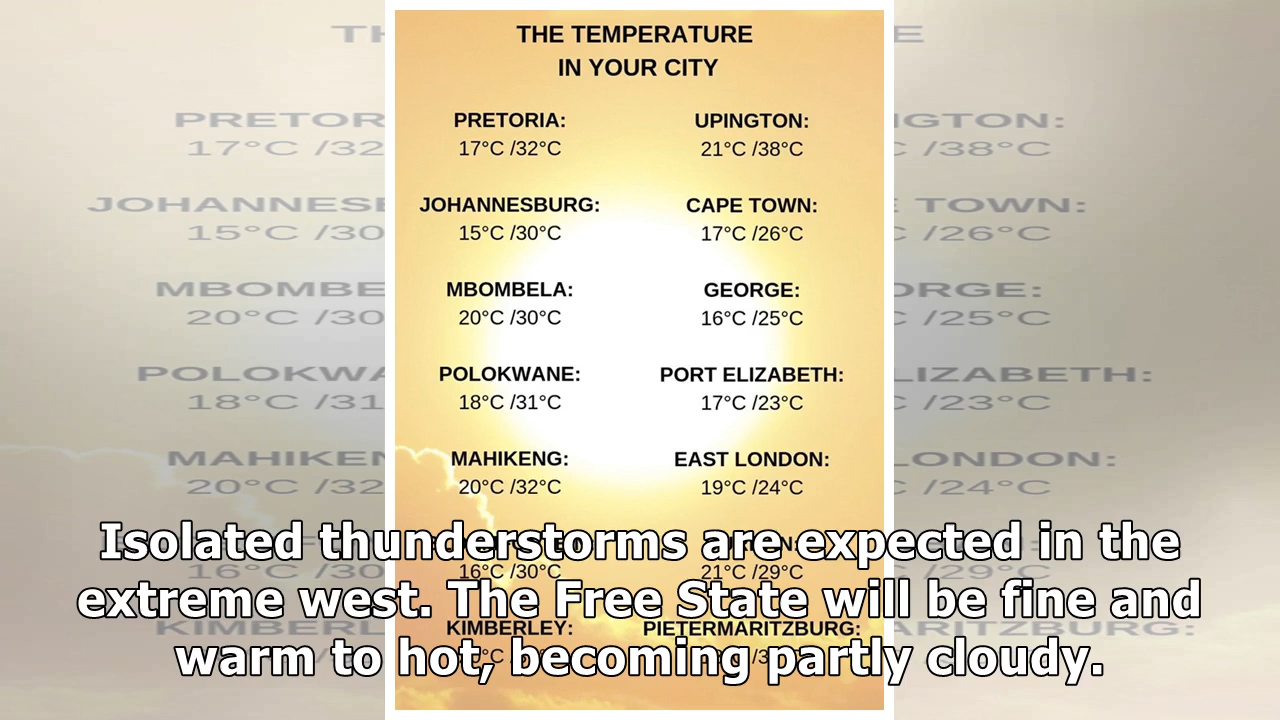 THE TEMPERATURE
IN YOUR CITY
PRETORIA:
17°C /32°C
JOHANNESBURG:
15°C /30°C
MBOMBELA:
20°C /30°C
POLOKWANE:
18°C /31°C
MAHIKENG:
20°C /32°C
16°C /30°C
KIMBERLEY:
UPINGTON:
21°C /38°C
CAPE TOWN:
17°C /26°C
GEORGE:
16°C /25°C
PORT ELIZABETH:
17°C /23°C
EAST LONDON:
19°C /24°C
21°C /29°C
PIETERMARITZBURG:
Isolated thunderstorms are expected in the
extreme west. The Free State will be fine and
warm to hot, becoming partly cloudy.